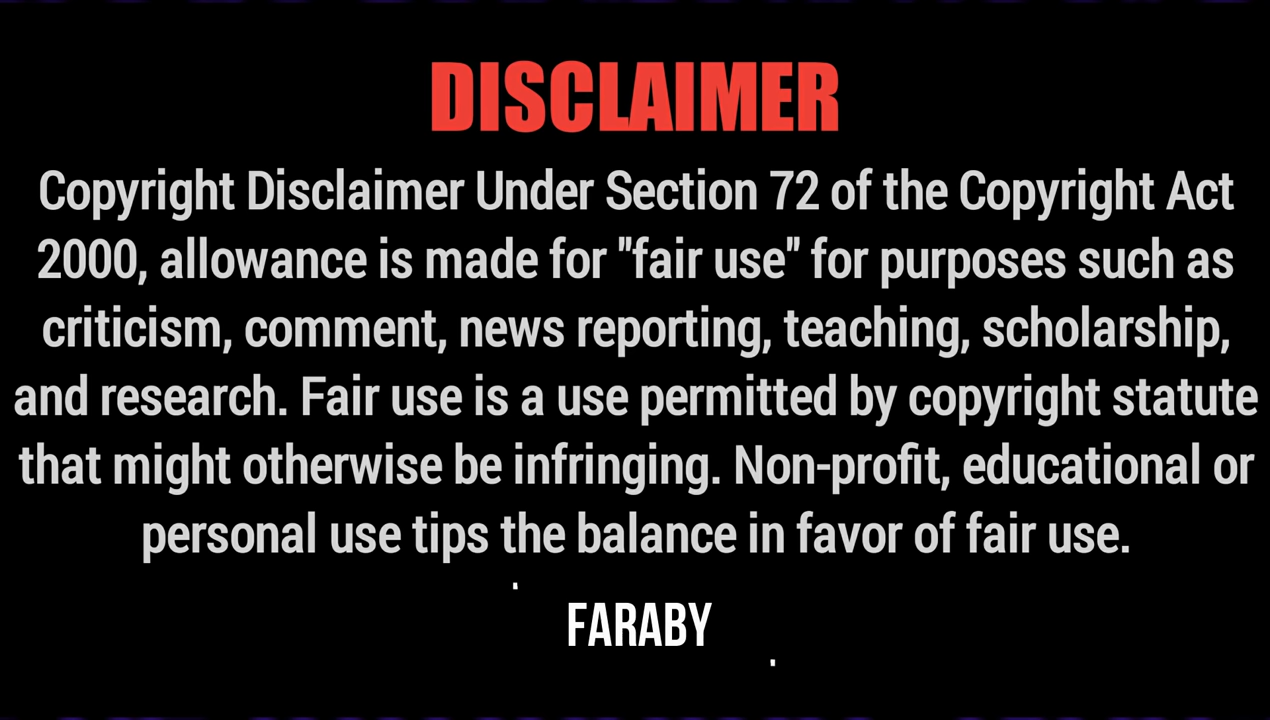 DISCLAIMER
Copyright Disclaimer Under Section 72 of the Copyright Act
2000, allowance is made for "fair use" for purposes such as
criticism, comment, news reporting, teaching, scholarship,
and research. Fair use is a use permitted by copyright statute
that might otherwise be infringing. Non-profit, educational or
personal use tips the balance in favor of fair use.
FARABY